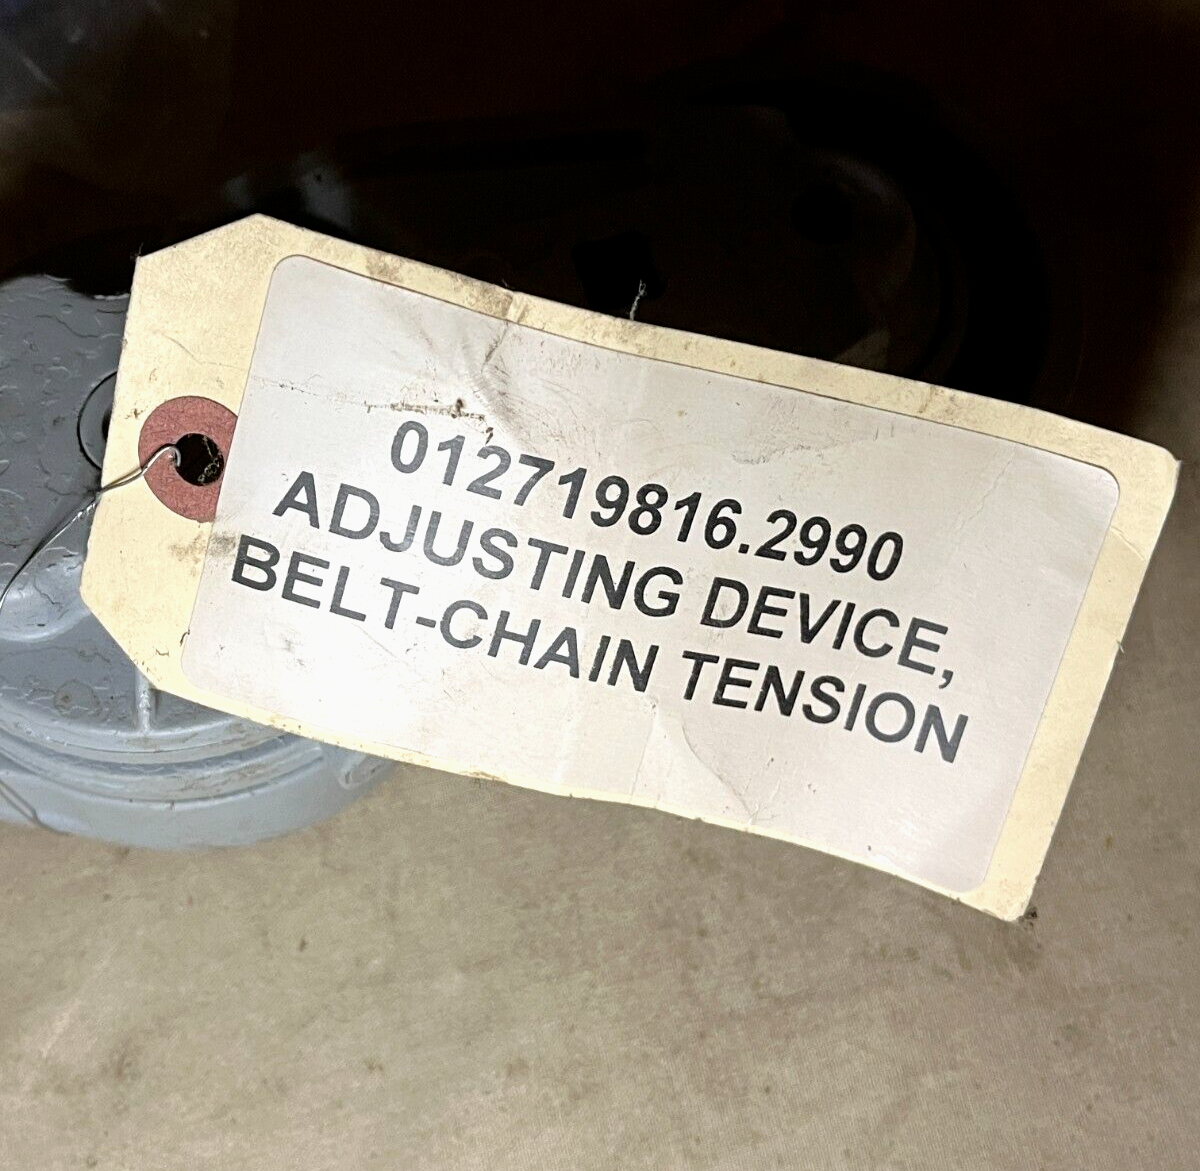 012719816.2990
ADJUSTING DEVICE,
BELT-CHAIN TENSION